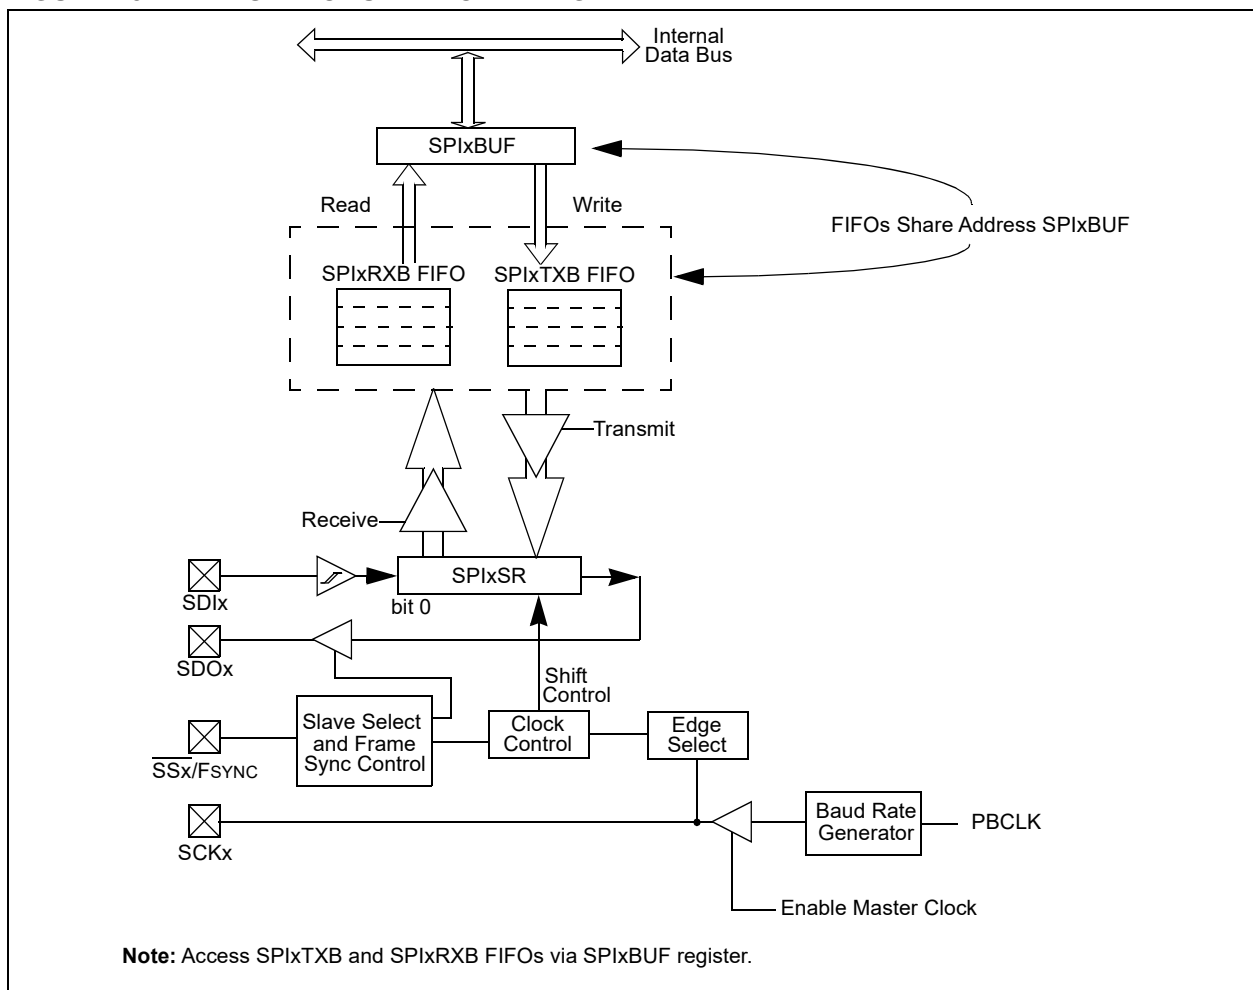 Internal
Data Bus
SPIxBUF
Read
Write
FIFOs Share Address SPIxBUF
SPIxRXB FIFO
SPIxTXB FIFO
Transmit
Receive
SPIxSR
SDIx
bit 0
SDOx
Shift
Control
Slave Select
and Frame
Sync Control
Clock
Control
Edge
Select
SSx/FSYNC
Baud Rate
Generator
PBCLK
SCKx
Enable Master Clock
Note: Access SPIxTXB and SPIxRXB FIFOs via SPIxBUF register.